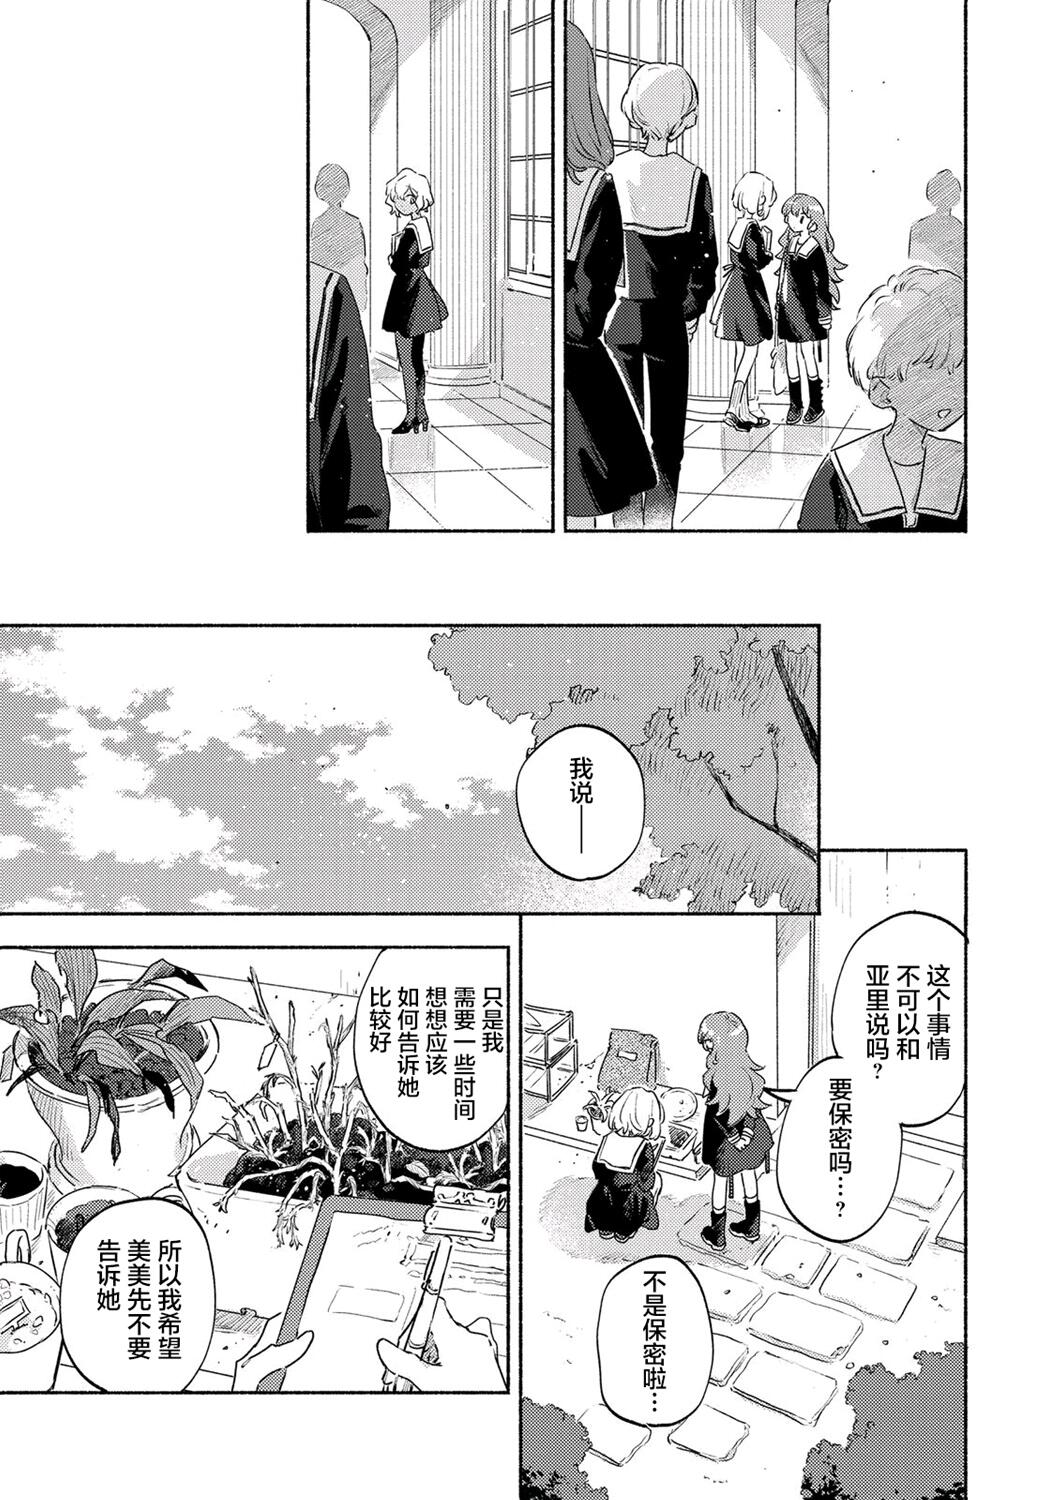 我说——
这个事情
不可以和
亚里说吗？
要保密吗…？
不是保密啦…
只是我
需要一些时间
想想应该
如何告诉她
比较好
所以我希望
美美先不要
告诉她